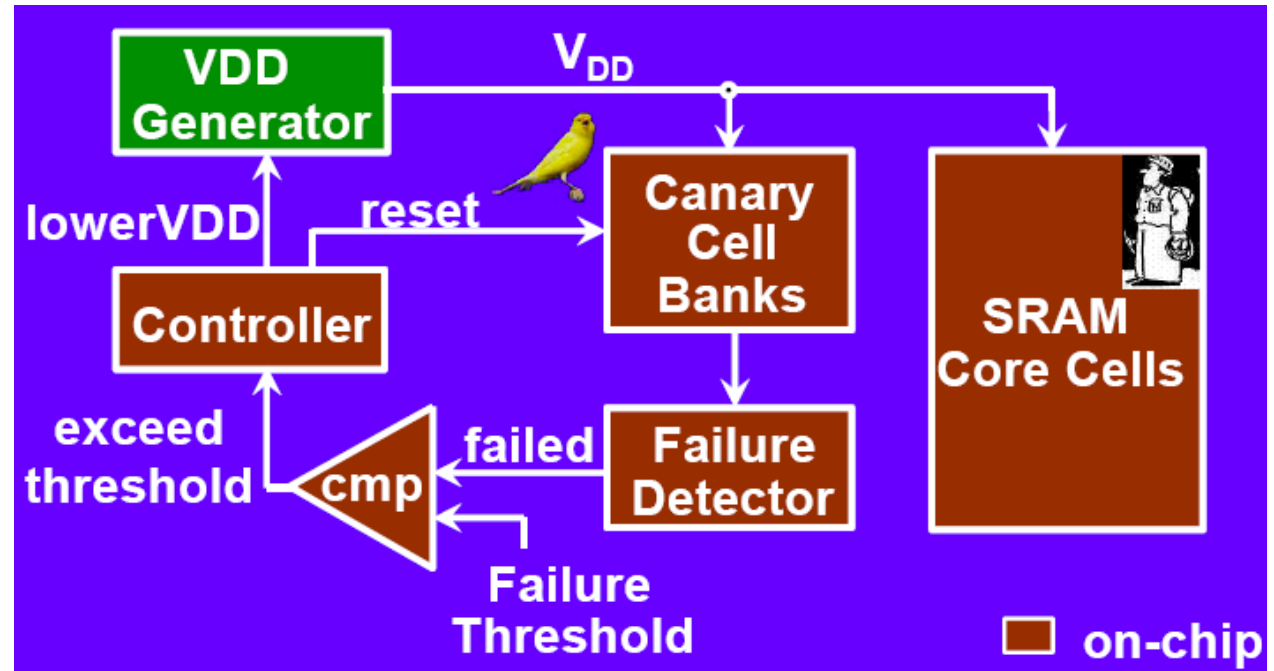 VDD
Generator
V_DD
lowerVDD
reset
Canary
Cell
Banks
Controller
SRAM
Core Cells
exceed
threshold
cmp
failed
Failure
Detector
Failure
Threshold
on-chip